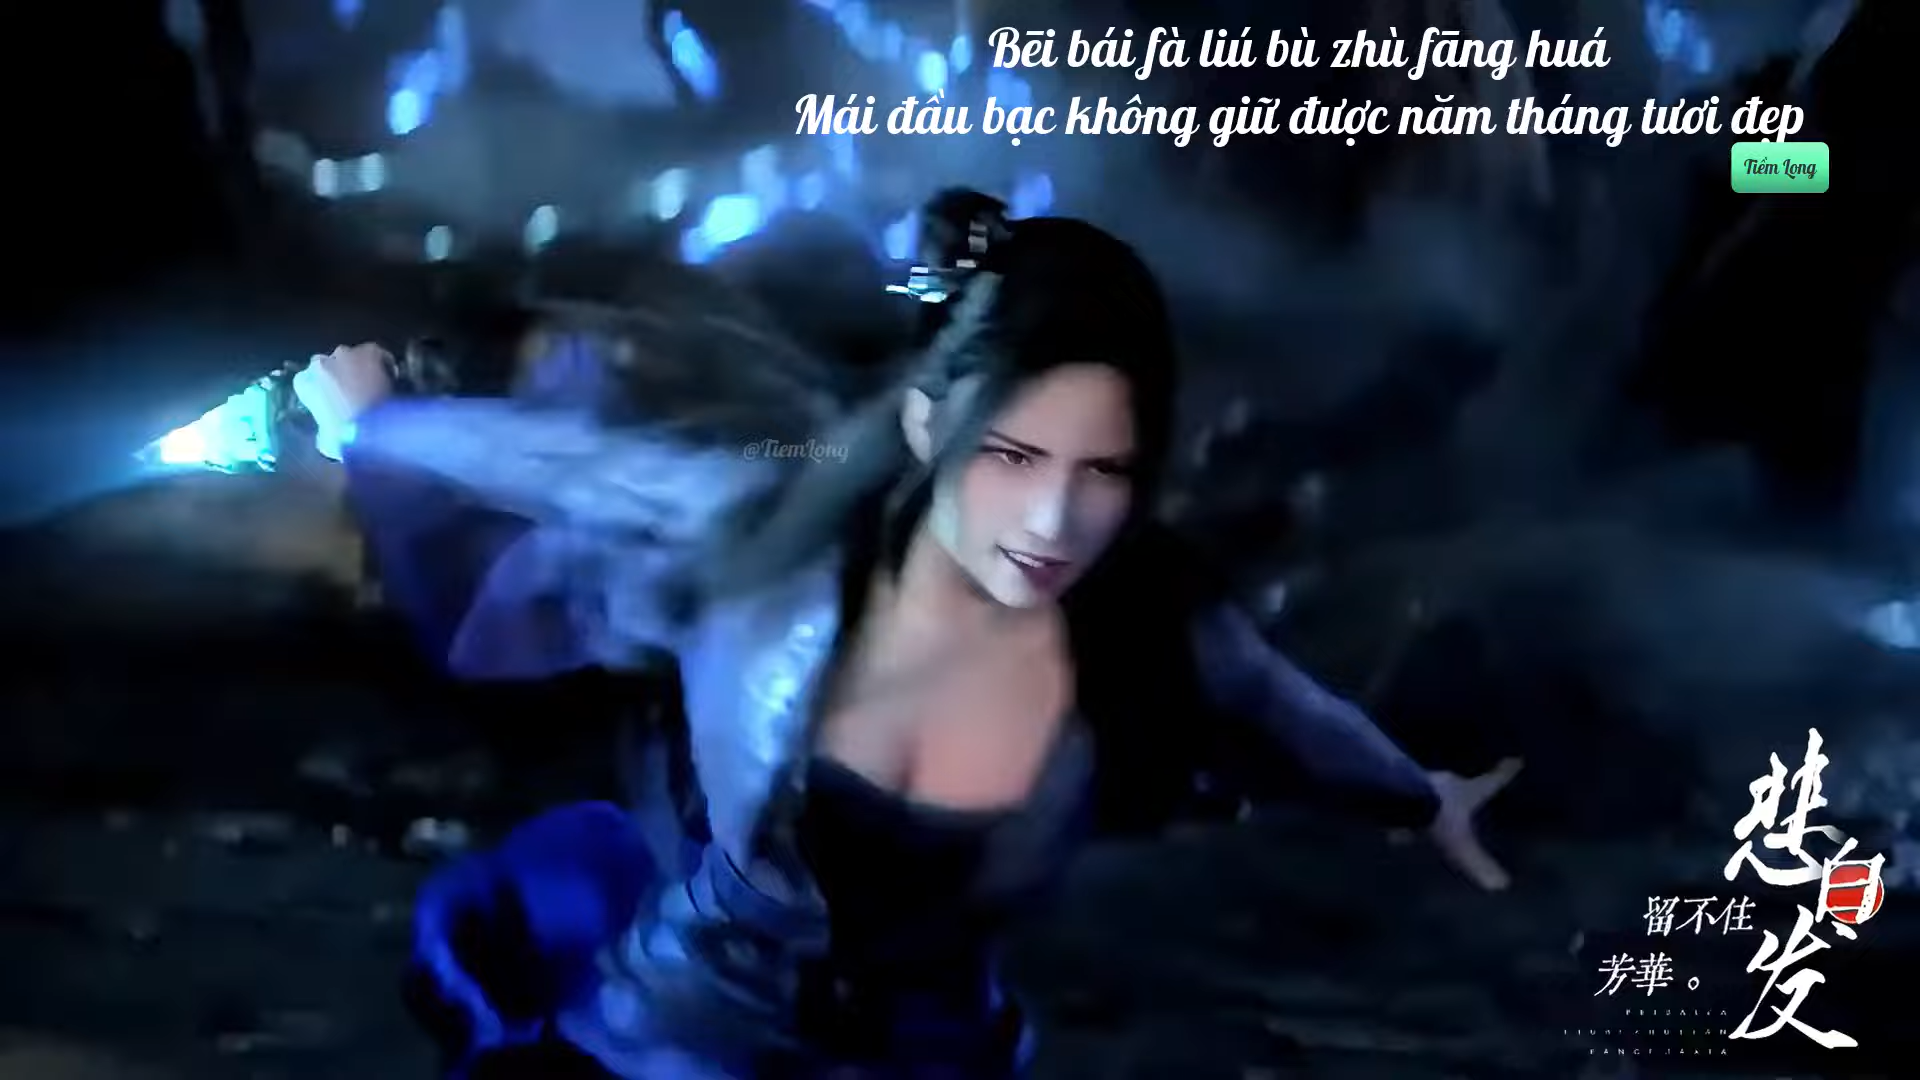 Bēi bái fà liú bù zhù fāng huá
Mái đầu bạc không giữ được năm tháng tươi đẹp
Tiềm Long
@TiemLong
悲白发
留不住
芳華。